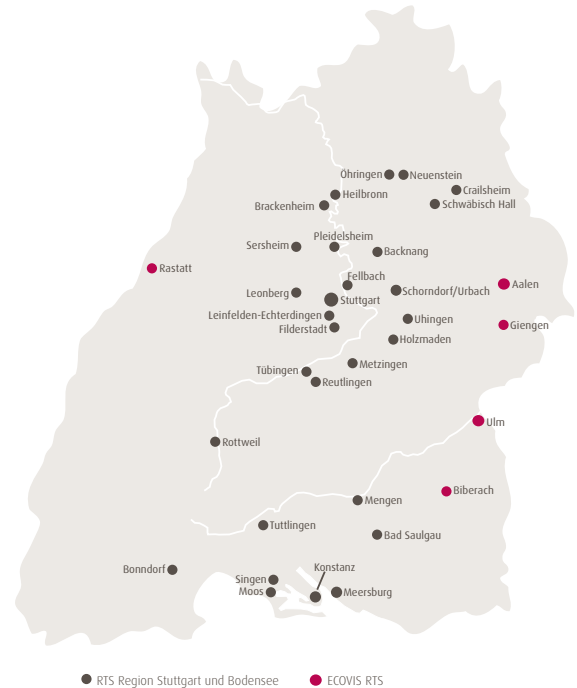 Öhringen Neuenstein
Crailsheim
Heilbronn
Schwäbisch Hall
Brackenheim
Pleidelsheim
Sersheim
Backnang
Rastatt
Fellbach
Aalen
Leonberg
Schorndorf/Urbach
Stuttgart
Leinfelden-Echterdingen
Uhingen
Giengen
Filderstadt
Holzmaden
Metzingen
Tübingen
Reutlingen
Ulm
Rottweil
Biberach
Mengen
Tuttlingen
Bad Saulgau
Konstanz
Bonndorf
Singen
Moos
Meersburg
RTS Region Stuttgart und Bodensee ECOVIS RTS